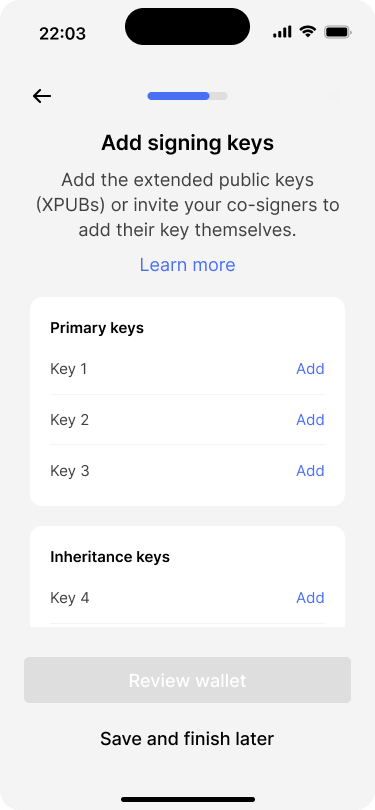 22:03
Add signing keys
Add the extended public keys
(XPUBs) or invite your co-signers to
add their key themselves.
Learn more
Primary keys
Key 1 Add
Key 2 Add
Key 3 Add
Inheritance keys
Key 4 Add
Review wallet
Save and finish later